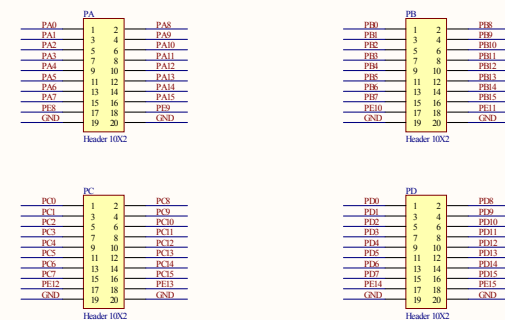 PA PB
PA0 1 2 PA8 PB0 1 2 PB8
PA1 3 4 PA9 PB1 3 4 PB9
PA2 5 6 PA10 PB2 5 6 PB10
PA3 7 8 PA11 PB3 7 8 PB11
PA4 9 10 PA12 PB4 9 10 PB12
PA5 11 12 PA13 PB5 11 12 PB13
PA6 13 14 PA14 PB6 13 14 PB14
PA7 15 16 PA15 PB7 15 16 PB15
PE8 17 18 PE9 PE10 17 18 PE11
GND 19 20 GND GND 19 20 GND
Header 10X2 Header 10X2
PC PD
PC0 1 2 PC8 PD0 1 2 PD8
PC1 3 4 PC9 PD1 3 4 PD9
PC2 5 6 PC10 PD2 5 6 PD10
PC3 7 8 PC11 PD3 7 8 PD11
PC4 9 10 PC12 PD4 9 10 PD12
PC5 11 12 PC13 PD5 11 12 PD13
PC6 13 14 PC14 PD6 13 14 PD14
PC7 15 16 PC15 PD7 15 16 PD15
PE12 17 18 PE13 PE14 17 18 PE15
GND 19 20 GND GND 19 20 GND
Header 10X2 Header 10X2